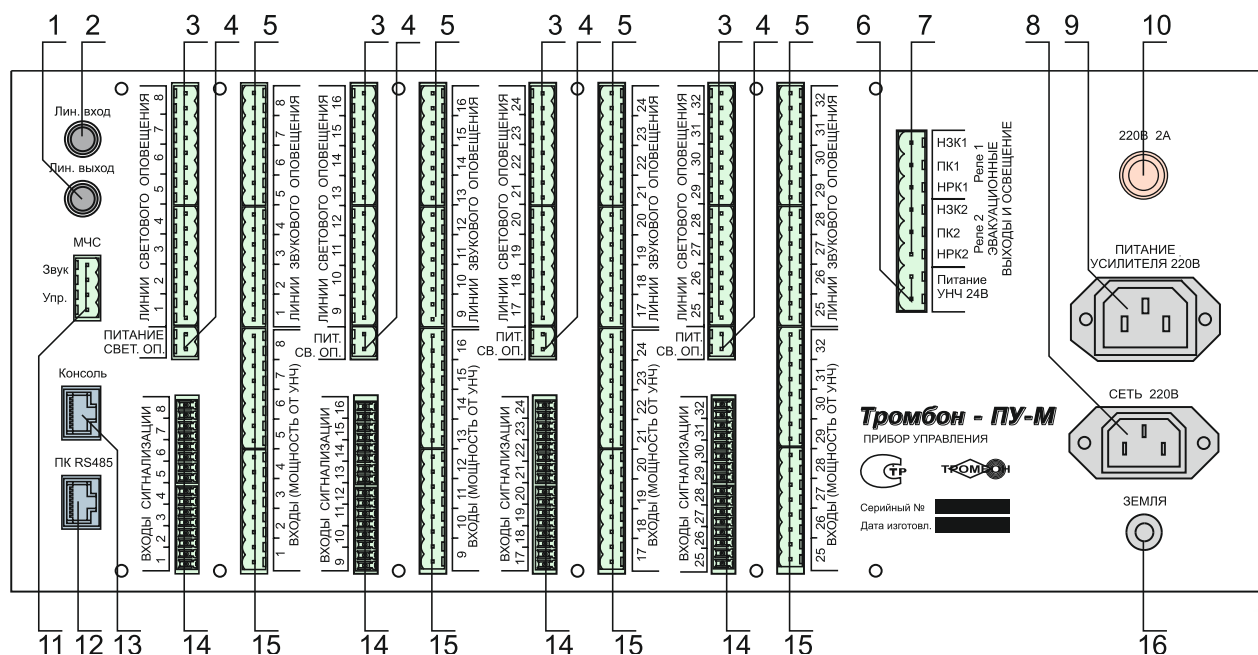 1 2 3 4 5 3 4 5 3 4 5 3 4 5 6 7 8 9 10
Лин. вход
Лин. выход
МЧС
Звук
Упр.
Консоль
ПК RS485
ЛИНИИ СВЕТОВОГО ОПОВЕЩЕНИЯ
1 2 3 4 5 6 7 8
ПИТАНИЕ
СВЕТ. ОП.
ВХОДЫ СИГНАЛИЗАЦИИ
1 2 3 4 5 6 7 8
ЛИНИИ ЗВУКОВОГО ОПОВЕЩЕНИЯ
1 2 3 4 5 6 7 8
ВХОДЫ (МОЩНОСТЬ ОТ УНЧ)
1 2 3 4 5 6 7 8
ЛИНИИ СВЕТОВОГО ОПОВЕЩЕНИЯ
9 10 11 12 13 14 15 16
ПИТ.
СВ. ОП.
ВХОДЫ СИГНАЛИЗАЦИИ
9 10 11 12 13 14 15 16
ЛИНИИ ЗВУКОВОГО ОПОВЕЩЕНИЯ
9 10 11 12 13 14 15 16
ВХОДЫ (МОЩНОСТЬ ОТ УНЧ)
9 10 11 12 13 14 15 16
ЛИНИИ СВЕТОВОГО ОПОВЕЩЕНИЯ
17 18 19 20 21 22 23 24
ПИТ.
СВ. ОП.
ВХОДЫ СИГНАЛИЗАЦИИ
17 18 19 20 21 22 23 24
ЛИНИИ ЗВУКОВОГО ОПОВЕЩЕНИЯ
17 18 19 20 21 22 23 24
ВХОДЫ (МОЩНОСТЬ ОТ УНЧ)
17 18 19 20 21 22 23 24
ЛИНИИ СВЕТОВОГО ОПОВЕЩЕНИЯ
25 26 27 28 29 30 31 32
ПИТ.
СВ. ОП.
ВХОДЫ СИГНАЛИЗАЦИИ
25 26 27 28 29 30 31 32
ЛИНИИ ЗВУКОВОГО ОПОВЕЩЕНИЯ
25 26 27 28 29 30 31 32
ВХОДЫ (МОЩНОСТЬ ОТ УНЧ)
25 26 27 28 29 30 31 32
НЗК1
ПК1
НРК1
НЗК2
ПК2
НРК2
Питание
УНЧ 24В
Реле 1
Реле 2
ЭВАКУАЦИОННЫЕ
ВЫХОДЫ И ОСВЕЩЕНИЕ
220В 2А
ПИТАНИЕ
УСИЛИТЕЛЯ 220В
СЕТЬ 220В
ЗЕМЛЯ
Тромбон - ПУ-М
ПРИБОР УПРАВЛЕНИЯ
СТР
ТРОМБОН
Серийный №
Дата изготовл.
11 12 13 14 15 14 15 14 15 14 15 16